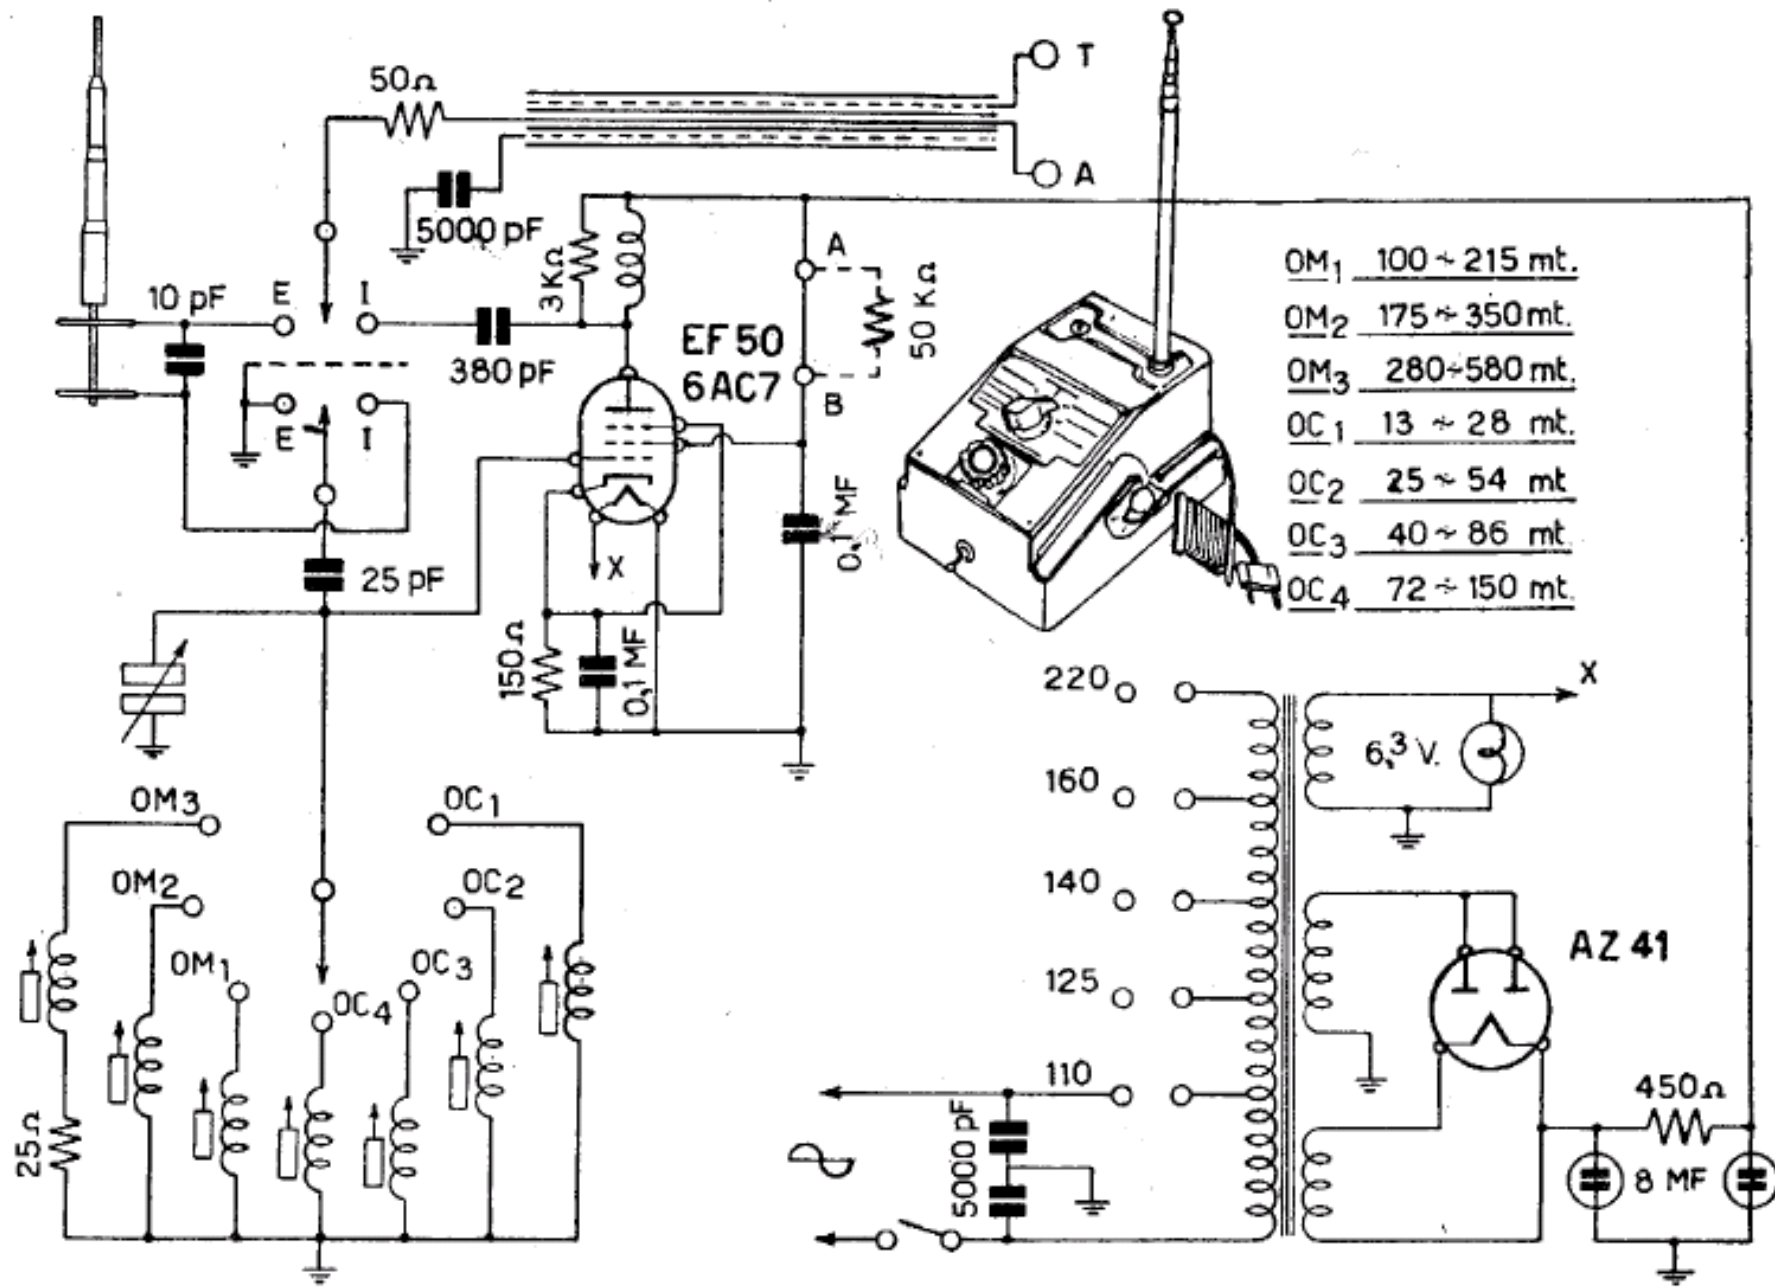 T
50Ω
A
5000 pF
10 pF
E
I
3KΩ
A
50 KΩ
OM1 100 ÷ 215 mt.
OM2 175 ÷ 350 mt.
OM3 280÷580 mt.
OC1 13 ÷ 28 mt.
OC2 25 ÷ 54 mt
OC3 40 ÷ 86 mt.
OC4 72 ÷ 150 mt.
380 pF
EF 50
6AC7
B
E
I
25 pF
X
0,1 MF
150Ω
0,1 MF
220
X
6,3 V.
160
140
125
110
OM3
OC1
OM2
OC2
OM1
OC3
OC4
25Ω
AZ 41
450Ω
5000 pF
8 MF